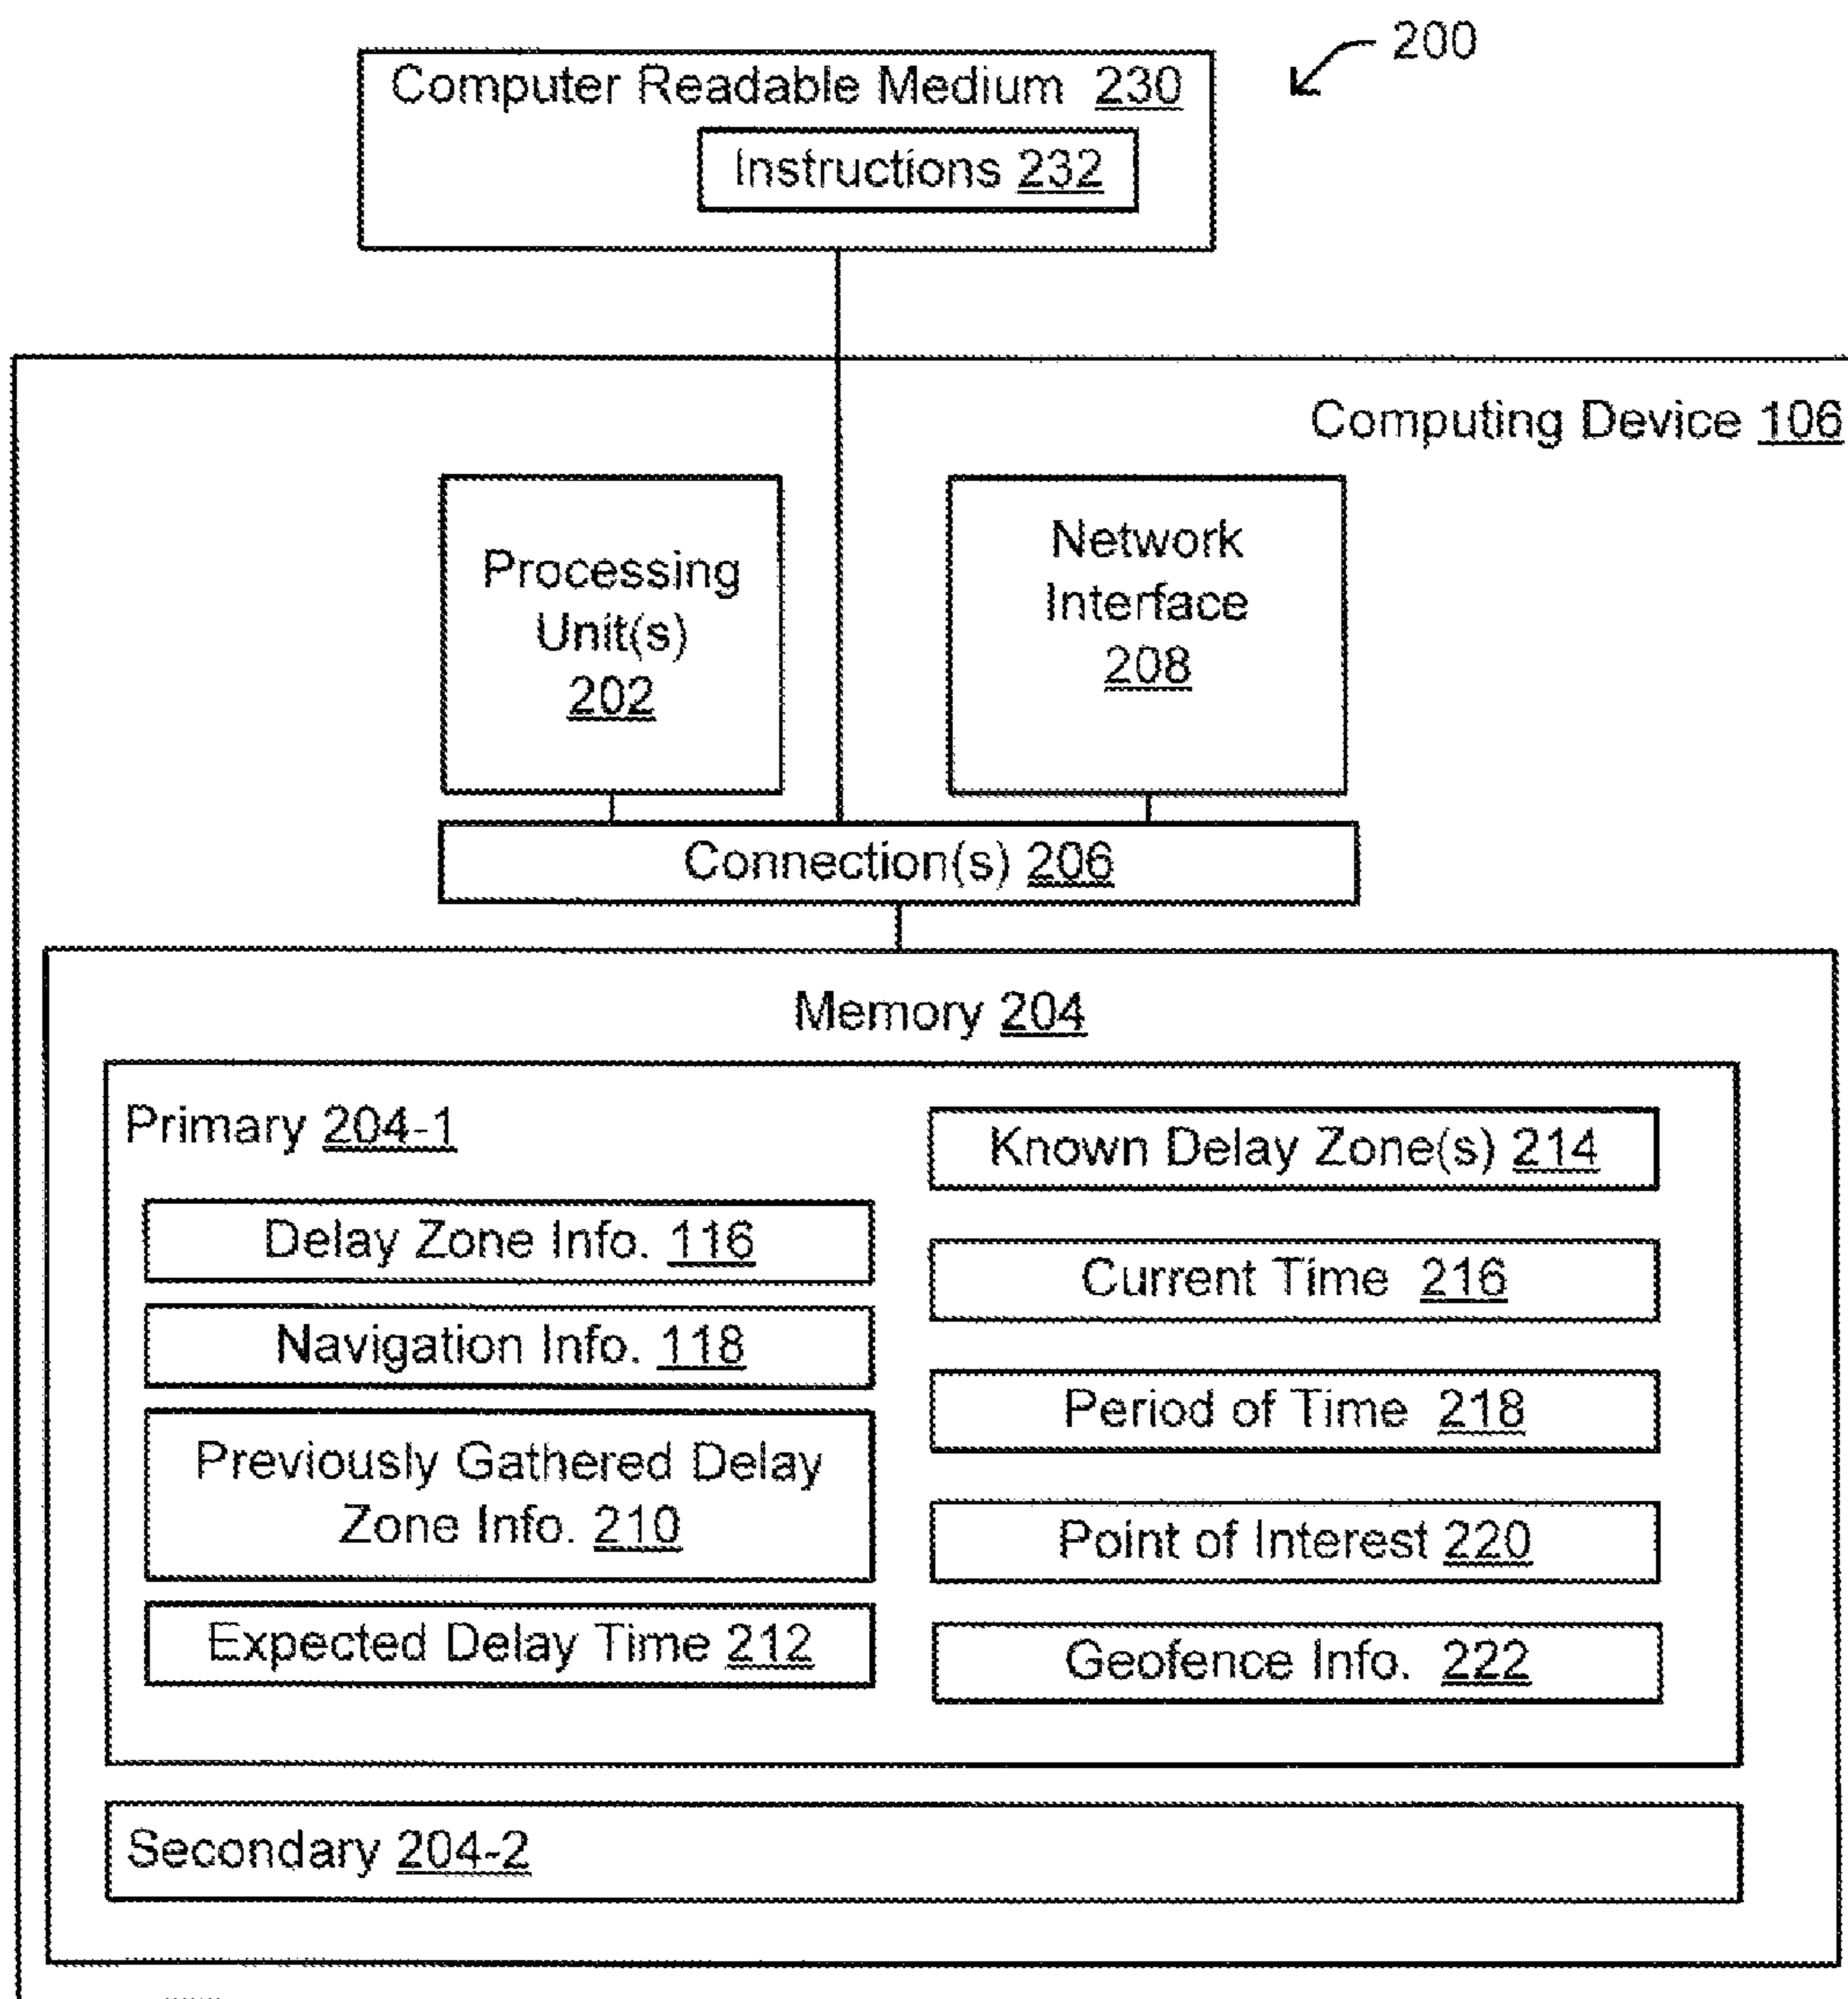 200
Computer Readable Medium 230
Instructions 232
Computing Device 106
Processing
Unit(s)
202
Network
Interface
208
Connection(s) 206
Memory 204
Primary 204-1
Delay Zone Info. 116
Navigation Info. 118
Previously Gathered Delay
Zone Info. 210
Expected Delay Time 212
Known Delay Zone(s) 214
Current Time 216
Period of Time 218
Point of Interest 220
Geofence Info. 222
Secondary 204-2